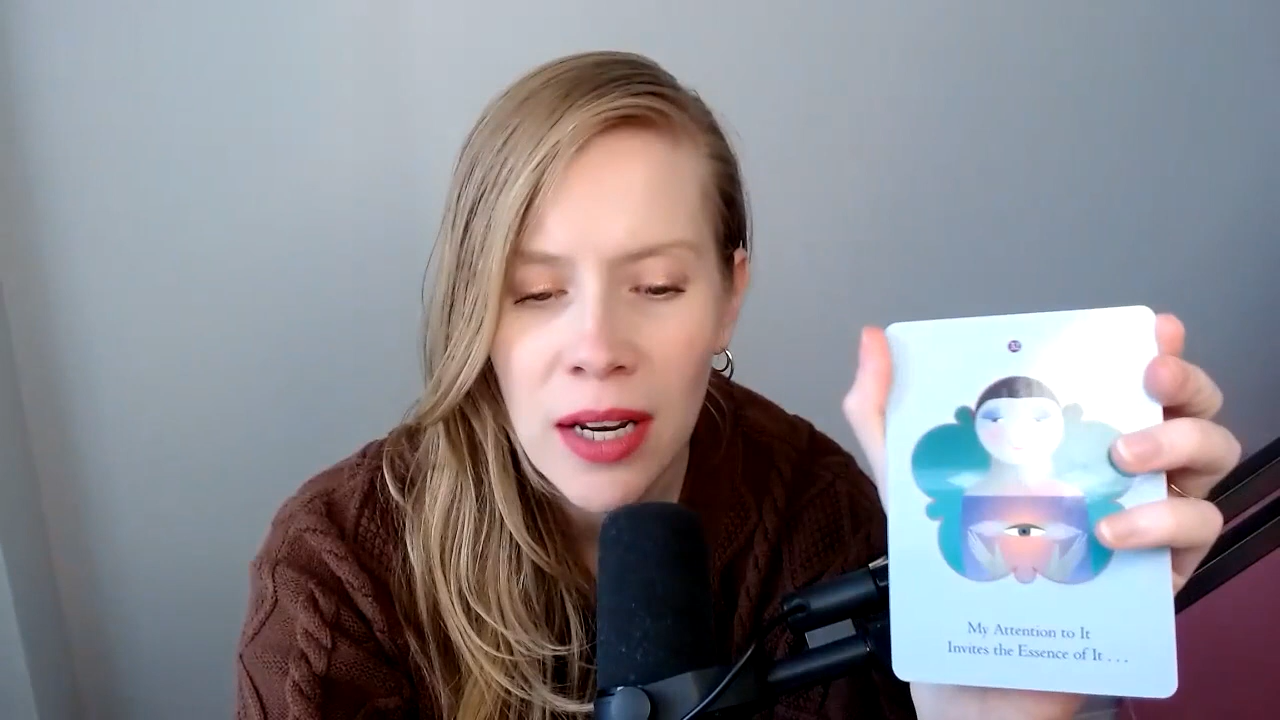 My Attention to It
Invites the Essence of It . . .